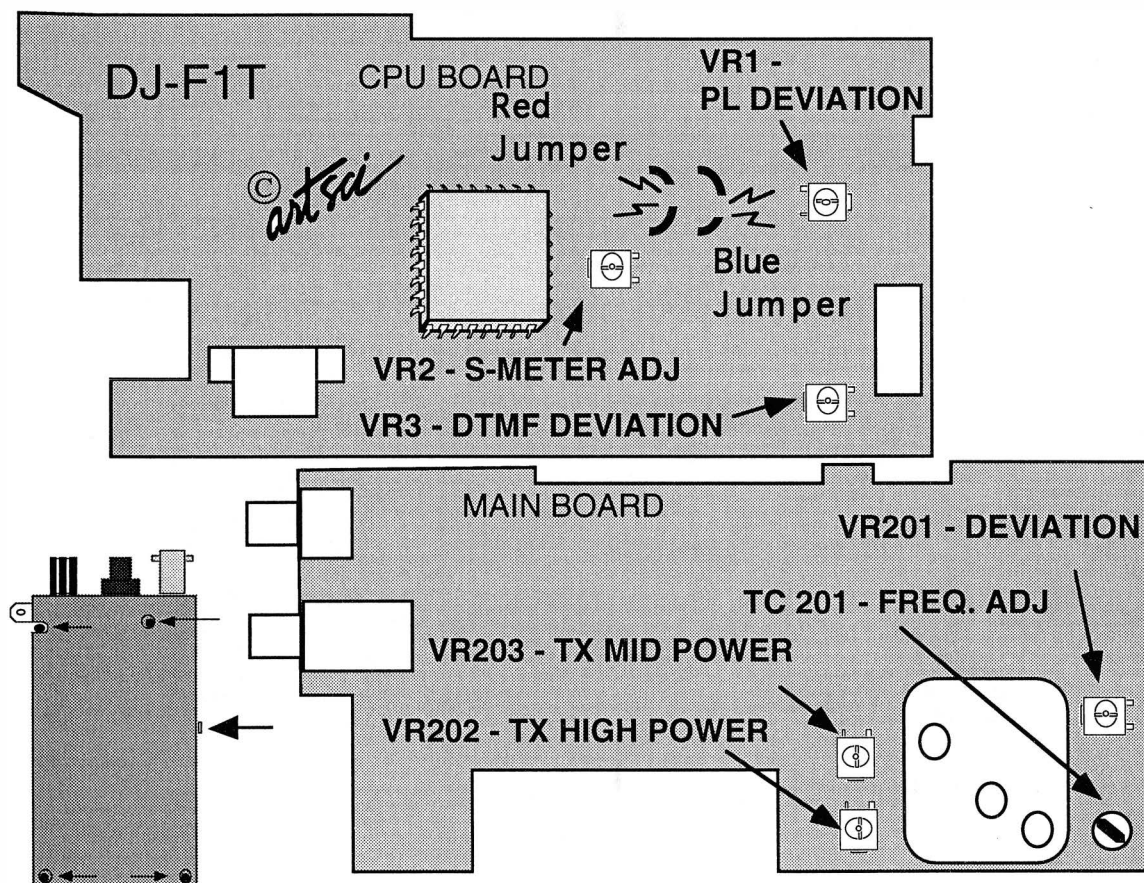 DJ-F1T
CPU BOARD
Red
Jumper
VR1 -
PL DEVIATION
© artsci
Blue
Jumper
VR2 - S-METER ADJ
VR3 - DTMF DEVIATION
MAIN BOARD
VR201 - DEVIATION
TC 201 - FREQ. ADJ
VR203 - TX MID POWER
VR202 - TX HIGH POWER